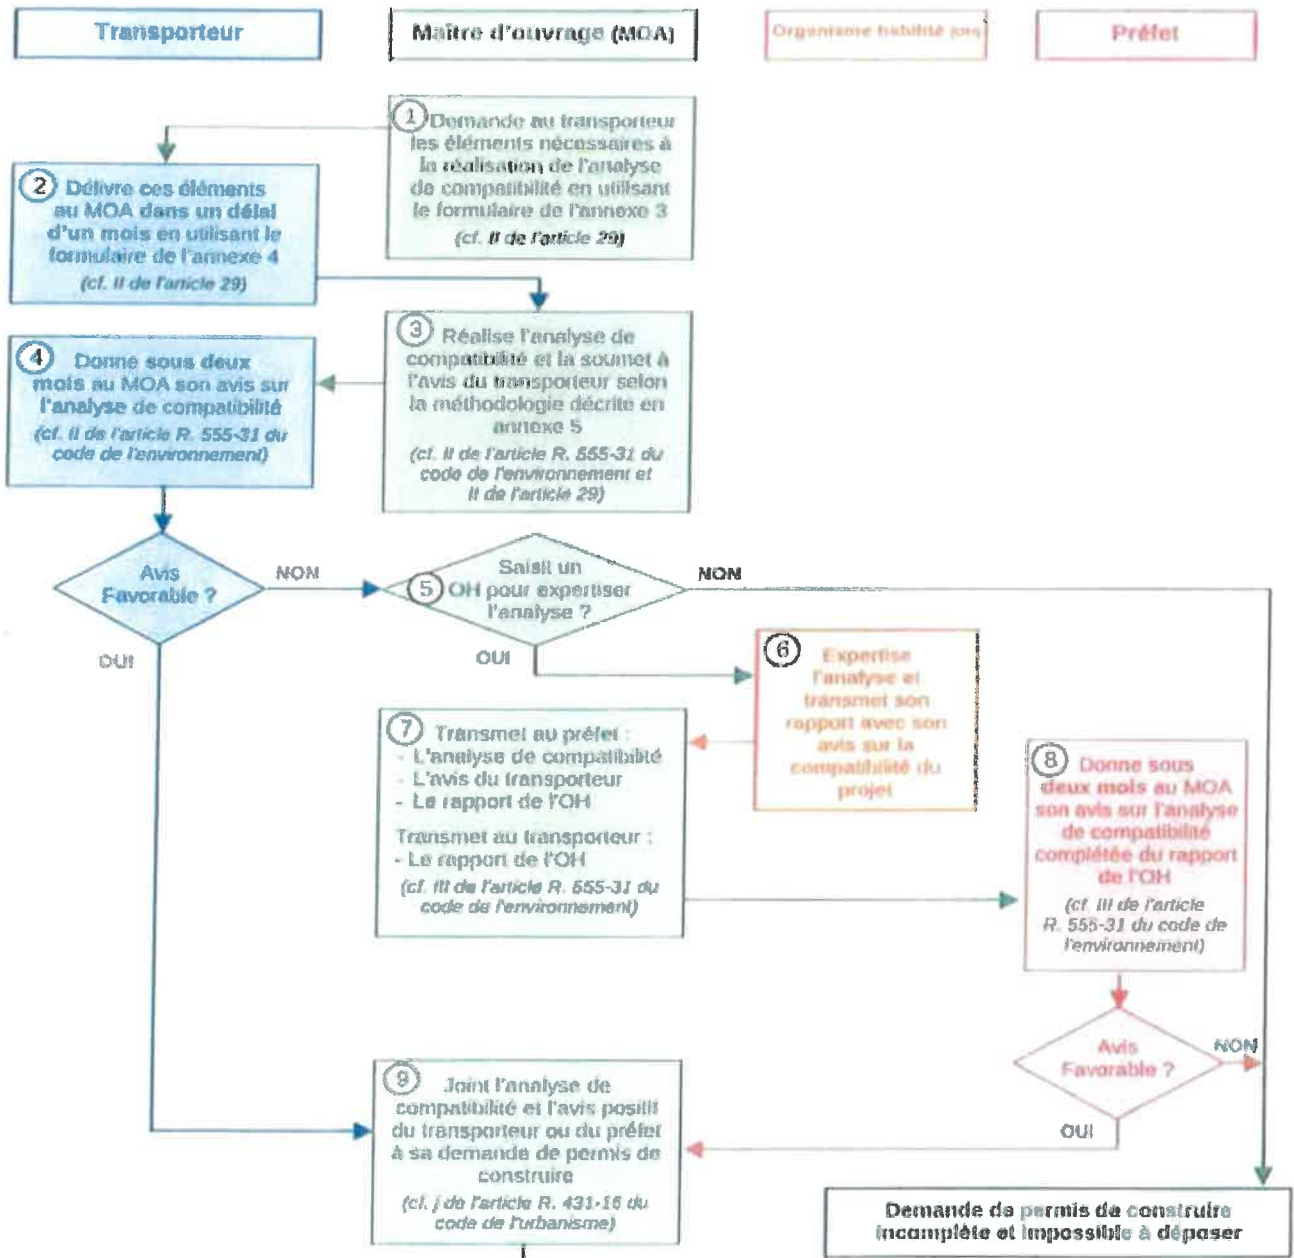 Transporteur
Maître d'ouvrage (MOA)
Organisme habilité (OH)
Préfet
1 Demande au transporteur
les éléments nécessaires à
la réalisation de l'analyse
de compatibilité en utilisant
le formulaire de l'annexe 3
(cf. II de l'article 29)
2 Délivre ces éléments
au MOA dans un délai
d'un mois en utilisant le
formulaire de l'annexe 4
(cf. II de l'article 29)
3 Réalise l'analyse de
compatibilité et la soumet à
l'avis du transporteur selon
la méthodologie décrite en
annexe 5
(cf. II de l'article R. 555-31 du
code de l'environnement et
II de l'article 29)
4 Donne sous deux
mois au MOA son avis sur
l'analyse de compatibilité
(cf. II de l'article R. 555-31 du
code de l'environnement)
Avis
Favorable ?
NON
OUI
5
Saisit un
OH pour expertiser
l'analyse ?
NON
OUI
6 Expertise
l'analyse et
transmet son
rapport avec son
avis sur la
compatibilité du
projet
7 Transmet au préfet :
- L'analyse de compatibilité
- L'avis du transporteur
- Le rapport de l'OH
Transmet au transporteur :
- Le rapport de l'OH
(cf. III de l'article R. 555-31 du
code de l'environnement)
8 Donne sous
deux mois au MOA
son avis sur l'analyse
de compatibilité
complétée du rapport
de l'OH
(cf. III de l'article
R. 555-31 du code de
l'environnement)
Avis
Favorable ?
NON
OUI
9 Joint l'analyse de
compatibilité et l'avis positif
du transporteur ou du préfet
à sa demande de permis de
construire
(cf. j de l'article R. 431-16 du
code de l'urbanisme)
Demande de permis de construire
incomplète et impossible à déposer